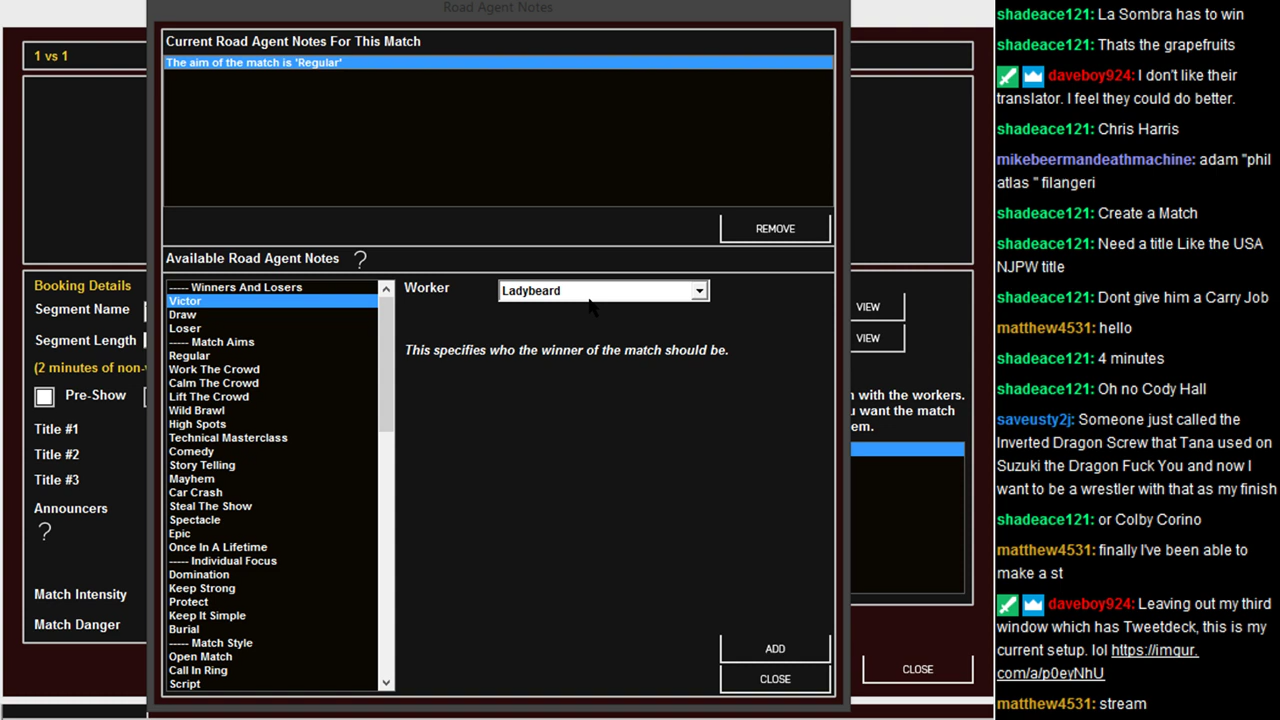 Road Agent Notes
1 vs 1
Current Road Agent Notes For This Match
The aim of the match is 'Regular'
REMOVE
Available Road Agent Notes ?
----- Winners And Losers
Victor
Draw
Loser
----- Match Aims
Regular
Work The Crowd
Calm The Crowd
Lift The Crowd
Wild Brawl
High Spots
Technical Masterclass
Comedy
Story Telling
Mayhem
Car Crash
Steal The Show
Spectacle
Epic
Once In A Lifetime
----- Individual Focus
Domination
Keep Strong
Protect
Keep It Simple
Burial
----- Match Style
Open Match
Call In Ring
Script
Worker
Ladybeard
This specifies who the winner of the match should be.
ADD
CLOSE
Booking Details
Segment Name
Segment Length
(2 minutes of non-
Pre-Show
Title #1
Title #2
Title #3
Announcers
?
Match Intensity
Match Danger
VIEW
VIEW
with the workers.
want the match
em.
CLOSE
shadeace121: La Sombra has to win
shadeace121: Thats the grapefruits
daveboy924: I don't like their
translator. I feel they could do better.
shadeace121: Chris Harris
mikebeermandeathmachine: adam "phil
atlas " filangeri
shadeace121: Create a Match
shadeace121: Need a title Like the USA
NJPW title
shadeace121: Dont give him a Carry Job
matthew4531: hello
shadeace121: 4 minutes
shadeace121: Oh no Cody Hall
saveusty2j: Someone just called the
Inverted Dragon Screw that Tana used on
Suzuki the Dragon Fuck You and now I
want to be a wrestler with that as my finish
shadeace121: or Colby Corino
matthew4531: finally I've been able to
make a st
daveboy924: Leaving out my third
window which has Tweetdeck, this is my
current setup. lol https://imgur.
com/a/p0eyNhU
matthew4531: stream